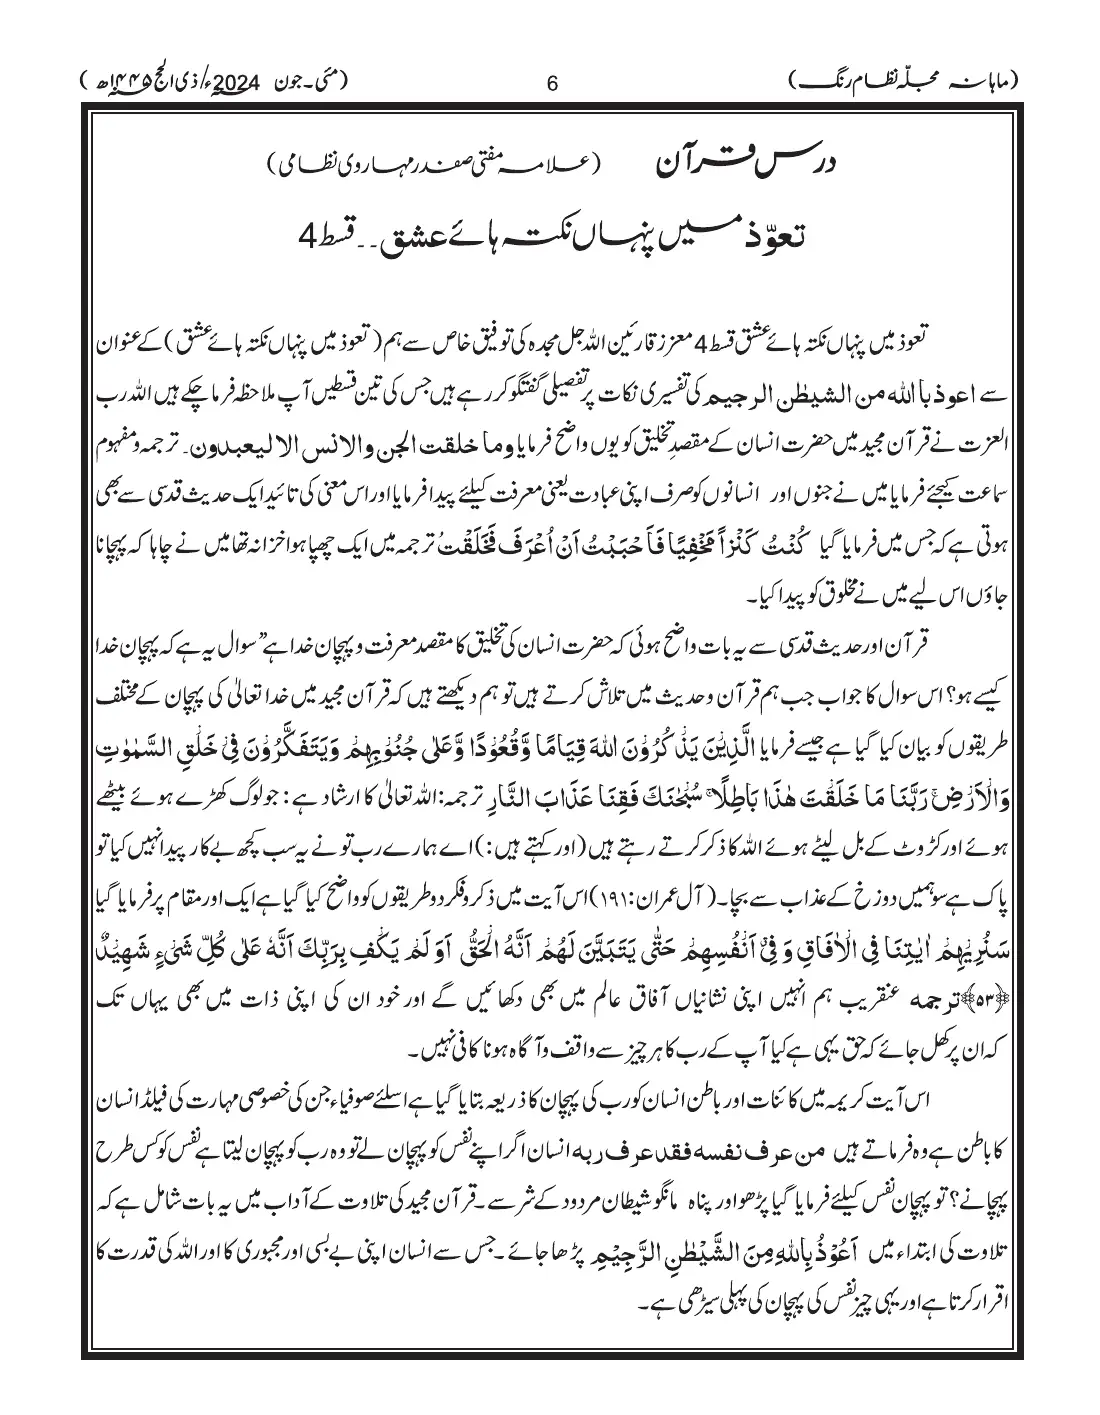 (ماہانہ مجلّہ نظام رنگ) 6 (مئی۔جون 2024ء/ذی الحج ۱۴۴۵ھ)
درس قرآن (علامہ مفتی صفدر مہاروی نظامی)
تعوّذ میں پنہاں نکتہ ہائے عشق۔۔قسط 4
تعوذ میں پنہاں نکتہ ہائے عشق قسط 4 معزز قارئین اللہ جل مجدہ کی توفیق خاص سے ہم (تعوذ میں پنہاں نکتہ ہائے عشق) کے عنوان
سے اعوذ باللہ من الشیطٰن الرجیم کی تفسیری نکات پر تفصیلی گفتگو کر رہے ہیں جس کی تین قسطیں آپ ملاحظہ فرما چکے ہیں اللہ رب
العزت نے قرآن مجید میں حضرت انسان کے مقصدِ تخلیق کو یوں واضح فرمایا وما خلقت الجن والانس الا لیعبدون۔ ترجمہ و مفہوم
سماعت کیجئے فرمایا میں نے جنوں اور انسانوں کو صرف اپنی عبادت یعنی معرفت کیلئے پیدا فرمایا اور اس معنی کی تائید ایک حدیث قدسی سے بھی
ہوتی ہے کہ جس میں فرمایا گیا کُنْتُ کَنْزاً مَخْفِیًا فَاَحْبَبْتُ اَنْ اُعْرَفَ فَخَلَقْتُ ترجمہ میں ایک چھپا ہوا خزانہ تھا میں نے چاہا کہ پہچانا
جاؤں اس لیے میں نے مخلوق کو پیدا کیا۔
قرآن اور حدیث قدسی سے یہ بات واضح ہوئی کہ حضرت انسان کی تخلیق کا مقصد معرفت و پہچان خدا ہے” سوال یہ ہے کہ پہچان خدا
کیسے ہو؟ اس سوال کا جواب جب ہم قرآن و حدیث میں تلاش کرتے ہیں تو ہم دیکھتے ہیں کہ قرآن مجید میں خدا تعالیٰ کی پہچان کے مختلف
طریقوں کو بیان کیا گیا ہے جیسے فرمایا الَّذِیْنَ یَذْكُرُوْنَ اللّٰهَ قِیَامًا وَّقُعُوْدًا وَّعَلٰى جُنُوْبِهِمْ وَیَتَفَكَّرُوْنَ فِیْ خَلْقِ السَّمٰوٰتِ
وَالْاَرْضِۚ رَبَّنَا مَا خَلَقْتَ هٰذَا بَاطِلًاۚ سُبْحٰنَكَ فَقِنَا عَذَابَ النَّارِ ترجمہ: اللہ تعالیٰ کا ارشاد ہے: جو لوگ کھڑے ہوئے بیٹھے
ہوئے اور کروٹ کے بل لیٹے ہوئے اللہ کا ذکر کرتے رہتے ہیں (اور کہتے ہیں:) اے ہمارے رب تو نے یہ سب کچھ بے کار پیدا نہیں کیا تو
پاک ہے سو ہمیں دوزخ کے عذاب سے بچا۔ (آل عمران: ۱۹۱) اس آیت میں ذکر و فکر دو طریقوں کو واضح کیا گیا ہے ایک اور مقام پر فرمایا گیا
سَنُرِیْهِمْ اٰیٰتِنَا فِی الْاٰفَاقِ وَ فِیْۤ اَنْفُسِهِمْ حَتّٰى یَتَبَیَّنَ لَهُمْ اَنَّهُ الْحَقُّ اَوَ لَمْ یَكْفِ بِرَبِّكَ اَنَّهٗ عَلٰى كُلِّ شَیْءٍ شَهِیْدٌ
﴿۵۳﴾ ترجمہ عنقریب ہم انہیں اپنی نشانیاں آفاق عالم میں بھی دکھائیں گے اور خود ان کی اپنی ذات میں بھی یہاں تک
کہ ان پر کھل جائے کہ حق یہی ہے کیا آپ کے رب کا ہر چیز سے واقف و آگاہ ہونا کافی نہیں۔
اس آیت کریمہ میں کائنات اور باطن انسان کو رب کی پہچان کا ذریعہ بتایا گیا ہے اسلئے صوفیاء جن کی خصوصی مہارت کی فیلڈ انسان
کا باطن ہے وہ فرماتے ہیں من عرف نفسه فقد عرف ربه انسان اگر اپنے نفس کو پہچان لے تو وہ رب کو پہچان لیتا ہے نفس کو کس طرح
پہچانے؟ تو پہچان نفس کیلئے فرمایا گیا پڑھو اور پناہ مانگو شیطان مردود کے شر سے۔ قرآن مجید کی تلاوت کے آداب میں یہ بات شامل ہے کہ
تلاوت کی ابتداء میں اَعُوْذُ بِاللّٰهِ مِنَ الشَّیْطٰنِ الرَّجِیْمِ پڑھا جائے۔ جس سے انسان اپنی بے بسی اور مجبوری کا اور اللہ کی قدرت کا
اقرار کرتا ہے اور یہی چیز نفس کی پہچان کی پہلی سیڑھی ہے۔